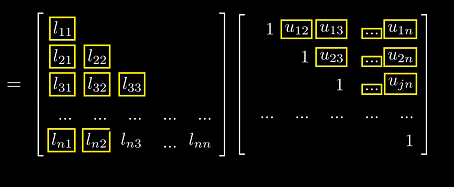 l11 1 u12 u13 ... u1n
l21 l22 1 u23 ... u2n
= l31 l32 l33 1 ... ujn
... ... ... ... ... ... ... ... ... ...
ln1 ln2 ln3 ... lnn 1